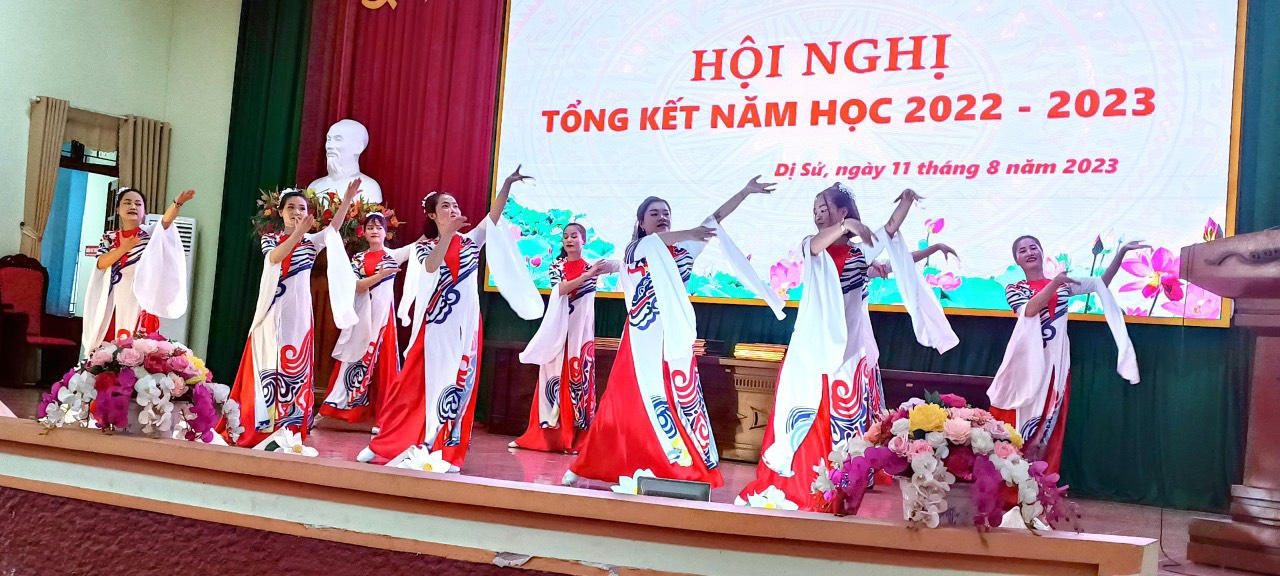 HỘI NGHỊ
TỔNG KẾT NĂM HỌC 2022 - 2023
Dị Sử, ngày 11 tháng 8 năm 2023